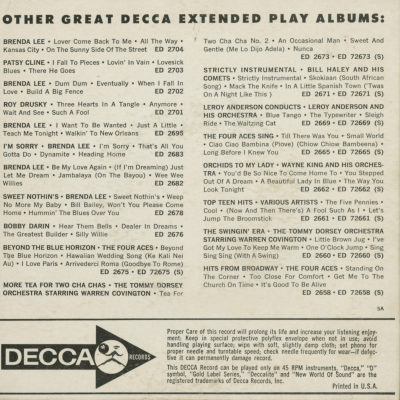 OTHER GREAT DECCA EXTENDED PLAY ALBUMS:
BRENDA LEE • Lover Come Back To Me • All The Way •
Kansas City • On The Sunny Side Of The Street ED 2704
PATSY CLINE • I Fall To Pieces • Lovin' In Vain • Lovesick
Blues • There He Goes ED 2703
BRENDA LEE • Dum Dum • Eventually • When I Fall In
Love • Build A Big Fence ED 2702
ROY DRUSKY • Three Hearts In A Tangle • Anymore •
Wait And See • Such A Fool ED 2701
BRENDA LEE • I Want To Be Wanted • Just A Little •
Teach Me Tonight • Walkin' To New Orleans ED 2695
I'M SORRY • BRENDA LEE • I'm Sorry • That's All You
Gotta Do • Dynamite • Heading Home ED 2683
BRENDA LEE • Be My Love Again • (If I'm Dreaming) Just
Let Me Dream • Jambalaya (On The Bayou) • Wee Wee
Willies ED 2682
SWEET NOTHIN'S • BRENDA LEE • Sweet Nothin's • Weep
No More My Baby • Bill Bailey, Won't You Please Come
Home • Hummin' The Blues Over You ED 2678
BOBBY DARIN • Hear Them Bells • Dealer In Dreams •
The Greatest Builder • Silly Willie ED 2676
BEYOND THE BLUE HORIZON • THE FOUR ACES • Beyond
The Blue Horizon • Hawaiian Wedding Song (Ke Kali Nei
Au) • I Love Paris • Arrivederci Roma (Goodbye To Rome)
ED 2675 • ED 72675 (S)
MORE TEA FOR TWO CHA CHAS • THE TOMMY DORSEY
ORCHESTRA STARRING WARREN COVINGTON • Tea For
Two Cha Cha No. 2 • An Occasional Man • Sweet And
Gentle (Me Lo Dijo Adela) • Nunca
ED 2673 • ED 72673 (S)
STRICTLY INSTRUMENTAL • BILL HALEY AND HIS
COMETS • Strictly Instrumental • Skokiaan (South African
Song) • Mack The Knife • In A Little Spanish Town ('Twas
On A Night Like This) ED 2671 • ED 72671 (S)
LEROY ANDERSON CONDUCTS • LEROY ANDERSON AND
HIS ORCHESTRA • Blue Tango • The Typewriter • Sleigh
Ride • The Waltzing Cat ED 2669 • ED 72669 (S)
THE FOUR ACES SING • Till There Was You • Small World
• Ciao Ciao Bambina (Piove) (Chow Chiow Bambeena) •
Long Before I Knew You ED 2665 • ED 72665 (S)
ORCHIDS TO MY LADY • WAYNE KING AND HIS ORCHES-
TRA • You'd Be So Nice To Come Home To • You Stepped
Out Of A Dream • A Beautiful Lady In Blue • The Way You
Look Tonight ED 2662 • ED 72662 (S)
TOP TEEN HITS • VARIOUS ARTISTS • The Five Pennies •
Cool • (Now And Then There's) A Fool Such As I • Let's
Jump The Broomstick ED 2661 • ED 72661 (S)
THE SWINGIN' ERA • THE TOMMY DORSEY ORCHESTRA
STARRING WARREN COVINGTON • Little Brown Jug • I've
Got My Love To Keep Me Warm • One O'Clock Jump • Sing
Sing Sing (With A Swing) ED 2660 • ED 72660 (S)
HITS FROM BROADWAY • THE FOUR ACES • Standing On
The Corner • Too Close For Comfort • Get Me To The
Church On Time • It's Good To Be Alive
ED 2658 • ED 72658 (S)
SA
DECCA RECORDS
Proper Care of this record will prolong its life and increase your listening enjoy-
ment: Keep in special protective polyflex envelope when not in use; avoid
handling playing surface; wipe with soft, slightly damp cloth; set phono for
proper needle and turntable speed; check needle frequently for wear—if defec-
tive it can permanently damage record.
This DECCA Record can be played only on 45 RPM instruments, "Decca," "D"
symbol, "Gold Label Series," "Deccalite" and "New World Of Sound" are the
registered trademarks of Decca Records, Inc.
Printed in U.S.A.